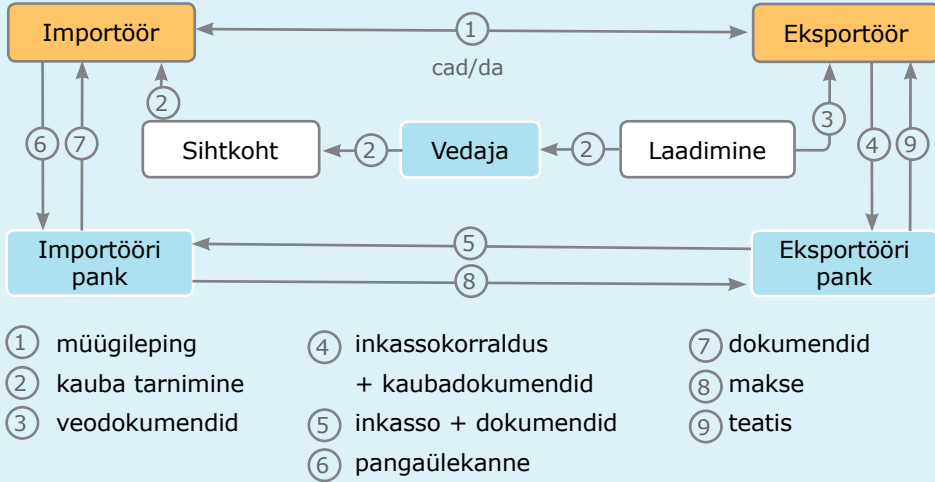 Importöör
1
Eksportöör
cad/da
2
3
6
7
Sihtkoht
2
Vedaja
2
Laadimine
4
9
Importööri
pank
5
8
Eksportööri
pank
1 müügileping
2 kauba tarnimine
3 veodokumendid
4 inkassokorraldus
+ kaubadokumendid
5 inkasso + dokumendid
6 pangaülekanne
7 dokumendid
8 makse
9 teatis